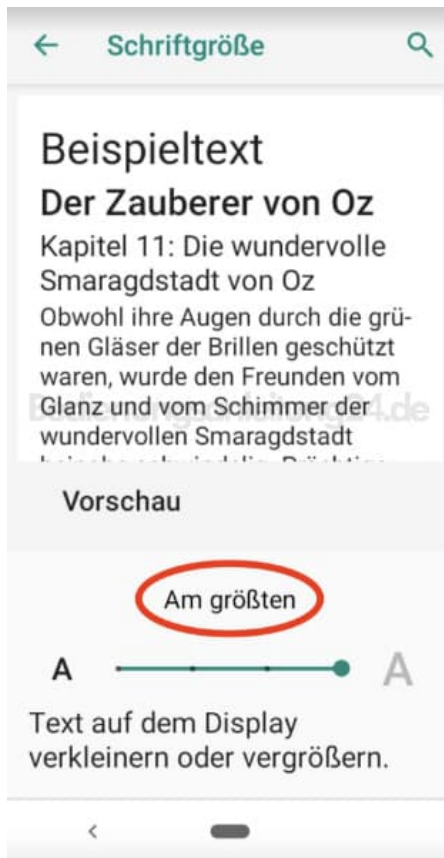 Schriftgröße
Beispieltext
Der Zauberer von Oz
Kapitel 11: Die wundervolle
Smaragdstadt von Oz
Obwohl ihre Augen durch die grü-
nen Gläser der Brillen geschützt
waren, wurde den Freunden vom
Glanz und vom Schimmer der
wundervollen Smaragdstadt
Vorschau
Am größten
A A
Text auf dem Display
verkleinern oder vergrößern.